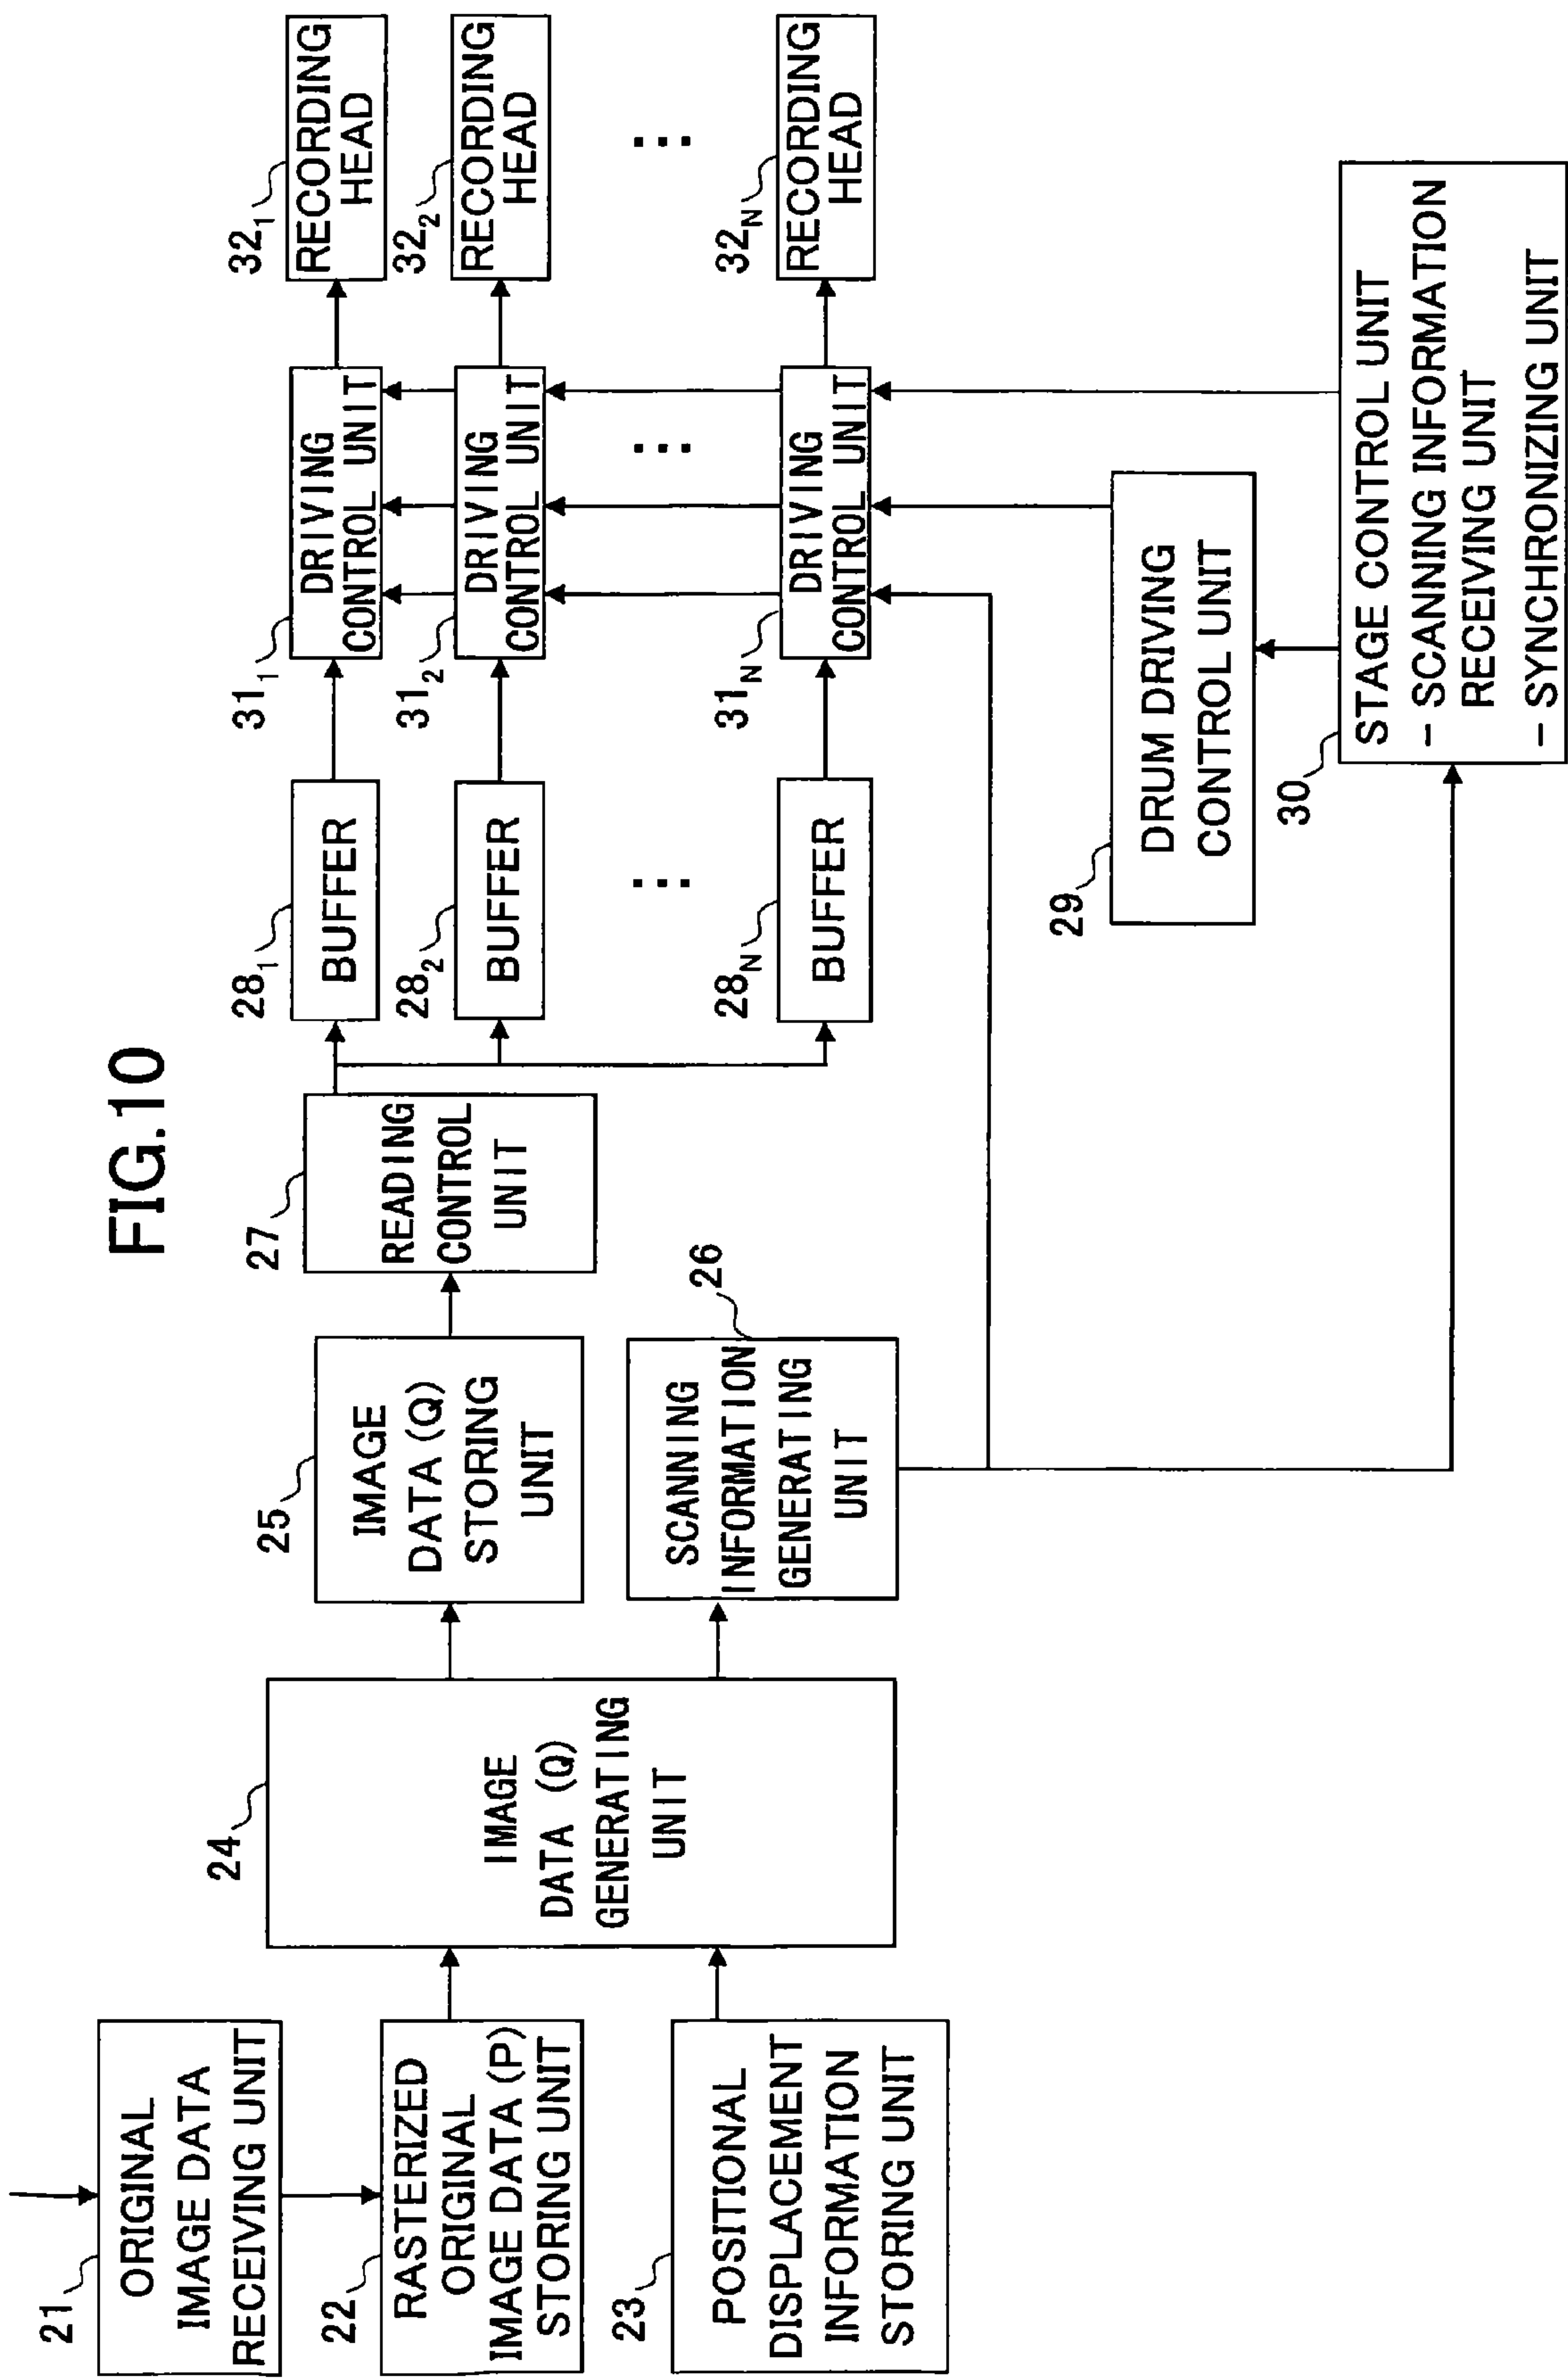 FIG.10
21
ORIGINAL
IMAGE DATA
RECEIVING UNIT
22
RASTERIZED
ORIGINAL
IMAGE DATA (P)
STORING UNIT
23
POSITIONAL
DISPLACEMENT
INFORMATION
STORING UNIT
24
IMAGE
DATA (Q)
GENERATING
UNIT
25
IMAGE
DATA (Q)
STORING
UNIT
26
SCANNING
INFORMATION
GENERATING
UNIT
27
READING
CONTROL
UNIT
28₁
BUFFER
28₂
BUFFER
...
28N
BUFFER
29
DRUM DRIVING
CONTROL UNIT
30
STAGE CONTROL UNIT
– SCANNING INFORMATION
RECEIVING UNIT
– SYNCHRONIZING UNIT
31₁
DRIVING
CONTROL UNIT
31₂
DRIVING
CONTROL UNIT
...
31N
DRIVING
CONTROL UNIT
32₁
RECORDING
HEAD
32₂
RECORDING
HEAD
...
32N
RECORDING
HEAD